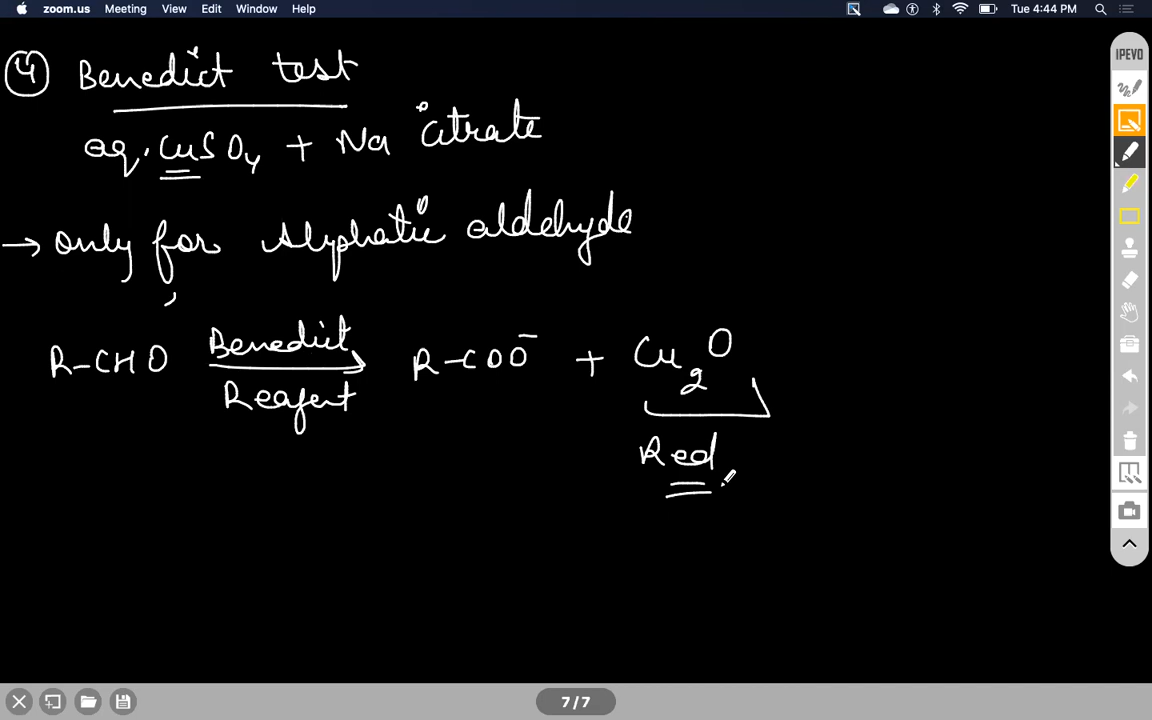 zoom.us Meeting View Edit Window Help Tue 4:44 PM
IPEVO
④ Benedict test
aq. CuSO4 + Na citrate
→ only for Aliphatic aldehyde
R-CHO Benedict Reagent → R-COO⁻ + Cu2O
Red
7/7